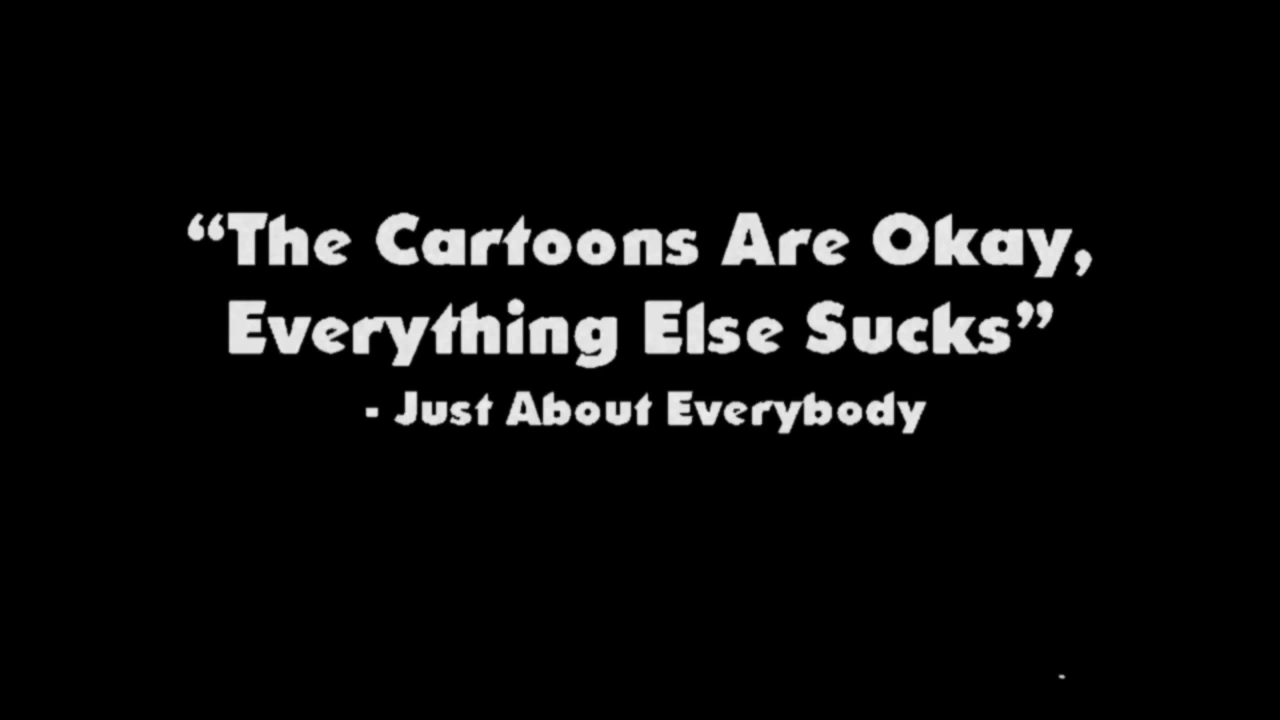 “The Cartoons Are Okay,
Everything Else Sucks”
- Just About Everybody